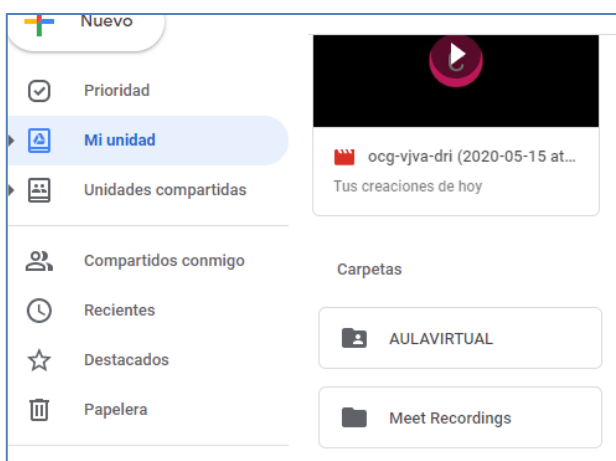 Nuevo
Prioridad
Mi unidad
Unidades compartidas
Compartidos conmigo
Recientes
Destacados
Papelera
ocg-vjva-dri (2020-05-15 at...
Tus creaciones de hoy
Carpetas
AULAVIRTUAL
Meet Recordings